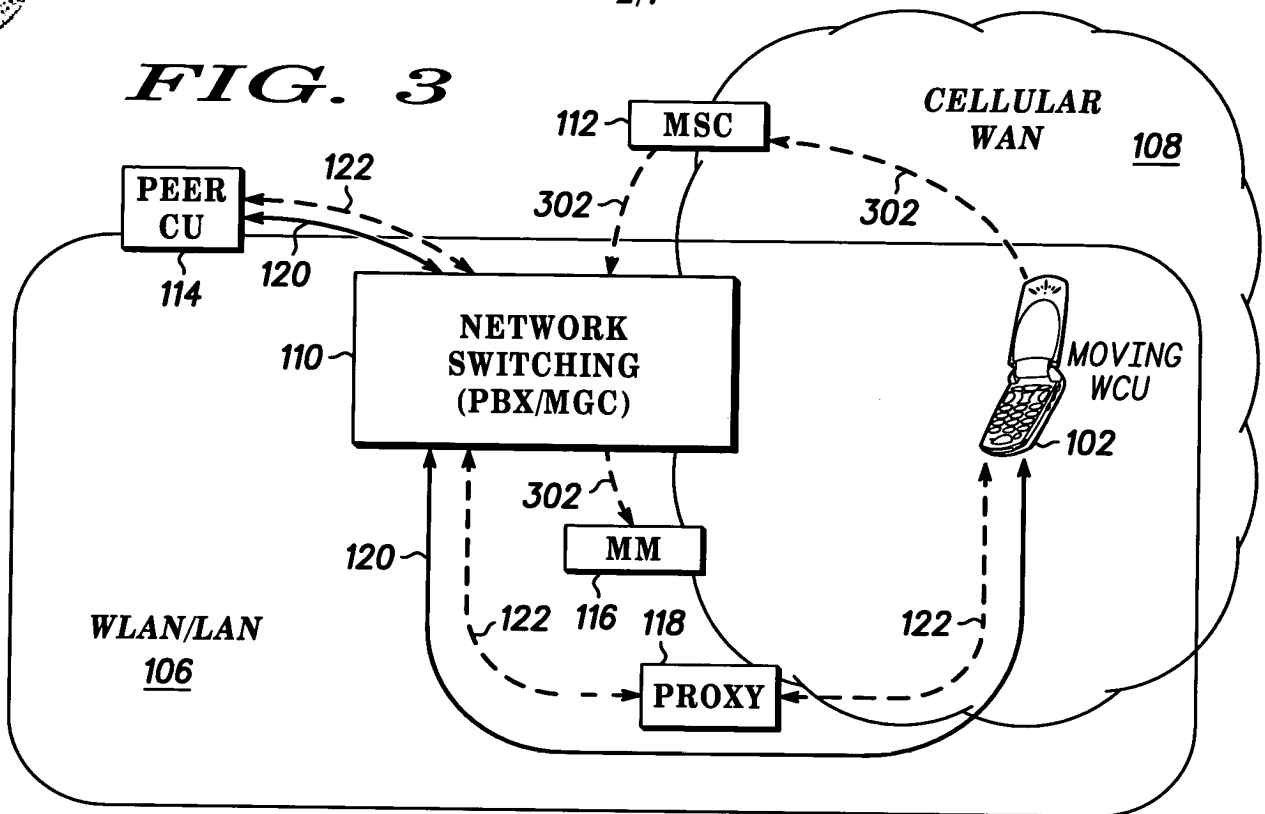 2/.
FIG. 3
CELLULAR
WAN
108
112
MSC
302
302
PEER
CU
114
122
120
110
NETWORK
SWITCHING
(PBX/MGC)
MOVING
WCU
102
302
MM
116
120
122
118
PROXY
122
WLAN/LAN
106